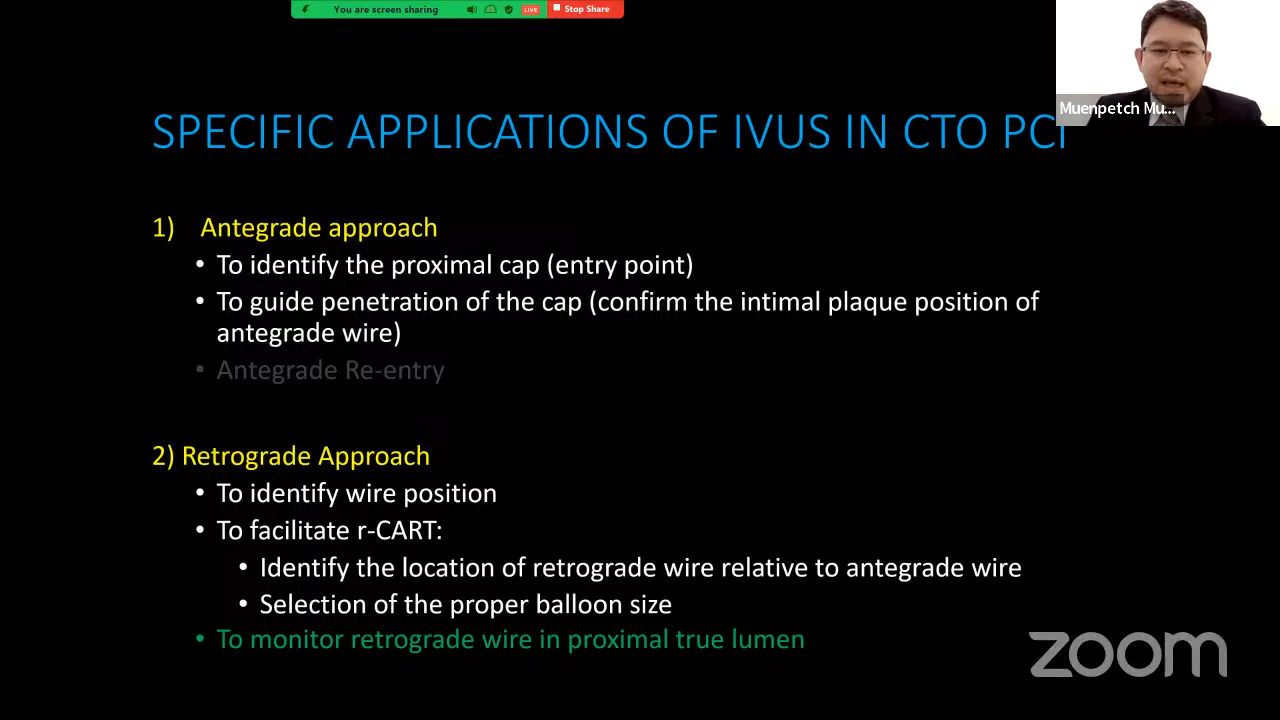 You are screen sharing
LIVE
Stop Share
Muenpetch Mu...
SPECIFIC APPLICATIONS OF IVUS IN CTO PCI
1) Antegrade approach
• To identify the proximal cap (entry point)
• To guide penetration of the cap (confirm the intimal plaque position of
antegrade wire)
• Antegrade Re-entry
2) Retrograde Approach
• To identify wire position
• To facilitate r-CART:
• Identify the location of retrograde wire relative to antegrade wire
• Selection of the proper balloon size
• To monitor retrograde wire in proximal true lumen
zoom